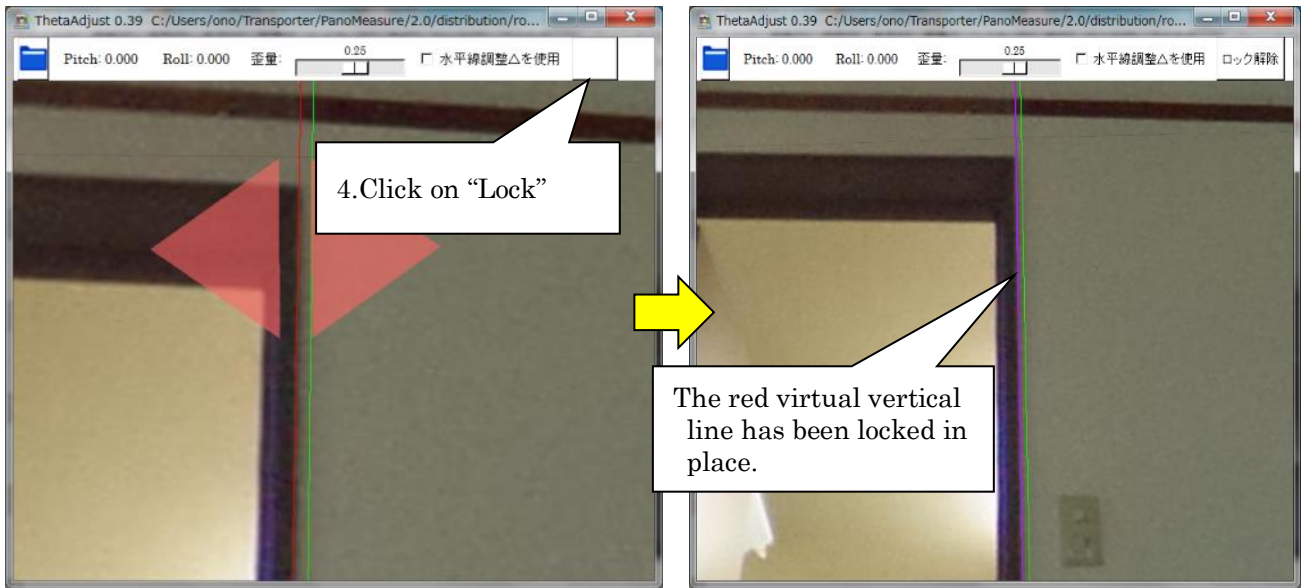 ThetaAdjust 0.39 C:/Users/ono/Transporter/PanoMeasure/2.0/distribution/ro...
Pitch: 0.000 Roll: 0.000 歪量: 0.25 水平線調整△を使用
4.Click on “Lock”
ThetaAdjust 0.39 C:/Users/ono/Transporter/PanoMeasure/2.0/distribution/ro...
Pitch: 0.000 Roll: 0.000 歪量: 0.25 水平線調整△を使用 ロック解除
The red virtual vertical
line has been locked in
place.